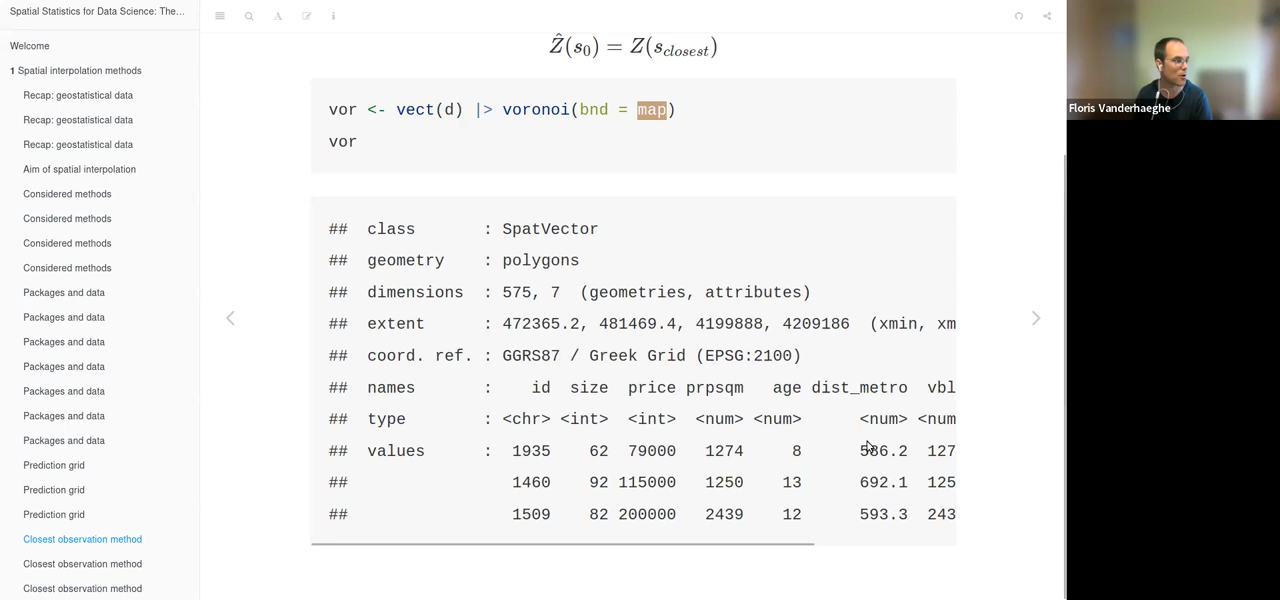 Spatial Statistics for Data Science: The…
Welcome
1 Spatial interpolation methods
Recap: geostatistical data
Recap: geostatistical data
Recap: geostatistical data
Aim of spatial interpolation
Considered methods
Considered methods
Considered methods
Considered methods
Packages and data
Packages and data
Packages and data
Packages and data
Packages and data
Packages and data
Packages and data
Prediction grid
Prediction grid
Prediction grid
Closest observation method
Closest observation method
Closest observation method
Ẑ(s₀) = Z(s_closest)
vor <- vect(d) |> voronoi(bnd = map)
vor
##  class       : SpatVector
##  geometry    : polygons
##  dimensions  : 575, 7  (geometries, attributes)
##  extent      : 472365.2, 481469.4, 4199888, 4209186  (xmin, xm
##  coord. ref. : GGRS87 / Greek Grid (EPSG:2100)
##  names       :    id  size  price prpsqm   age dist_metro  vbl
##  type        : <chr> <int>  <int>  <num> <num>      <num> <num
##  values      :  1935    62  79000   1274     8      586.2  127
##                 1460    92 115000   1250    13      692.1  125
##                 1509    82 200000   2439    12      593.3  243
Floris Vanderhaeghe